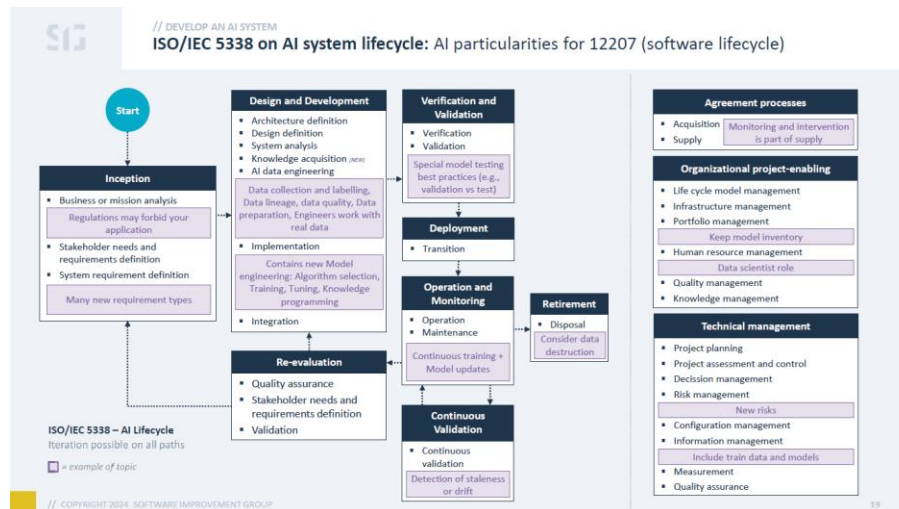 SIG
// DEVELOP AN AI SYSTEM
ISO/IEC 5338 on AI system lifecycle: AI particularities for 12207 (software lifecycle)
Start
Inception
▪ Business or mission analysis
Regulations may forbid your
application
▪ Stakeholder needs and
requirements definition
▪ System requirement definition
Many new requirement types
Design and Development
▪ Architecture definition
▪ Design definition
▪ System analysis
▪ Knowledge acquisition (NEW)
▪ AI data engineering
Data collection and labelling,
Data lineage, data quality, Data
preparation, Engineers work with
real data
▪ Implementation
Contains new Model
engineering: Algorithm selection,
Training, Tuning, Knowledge
programming
▪ Integration
Verification and
Validation
▪ Verification
▪ Validation
Special model testing
best practices (e.g.,
validation vs test)
Deployment
▪ Transition
Operation and
Monitoring
▪ Operation
▪ Maintenance
Continuous training +
Model updates
Retirement
▪ Disposal
Consider data
destruction
Re-evaluation
▪ Quality assurance
▪ Stakeholder needs and
requirements definition
▪ Validation
Continuous
Validation
▪ Continuous
validation
Detection of staleness
or drift
ISO/IEC 5338 – AI Lifecycle
Iteration possible on all paths
= example of topic
Agreement processes
▪ Acquisition
▪ Supply
Monitoring and intervention
is part of supply
Organizational project-enabling
▪ Life cycle model management
▪ Infrastructure management
▪ Portfolio management
Keep model inventory
▪ Human resource management
Data scientist role
▪ Quality management
▪ Knowledge management
Technical management
▪ Project planning
▪ Project assessment and control
▪ Decission management
▪ Risk management
New risks
▪ Configuration management
▪ Information management
Include train data and models
▪ Measurement
▪ Quality assurance
// COPYRIGHT 2024 SOFTWARE IMPROVEMENT GROUP
19